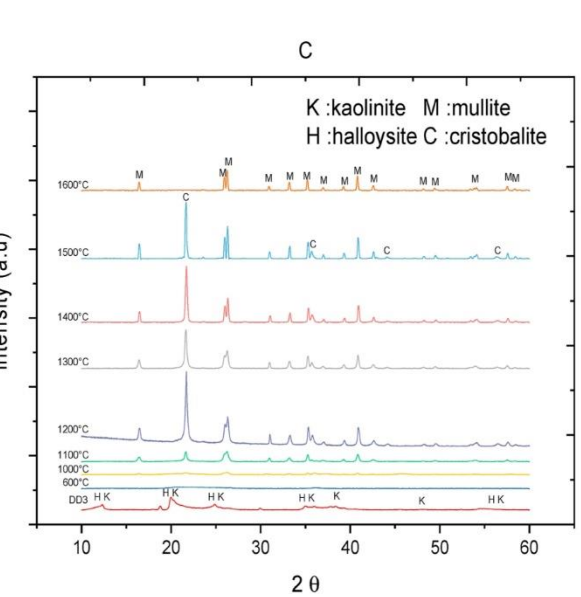 C
K :kaolinite M :mullite
H :halloysite C :cristobalite
1600°C
M M M M M M M M M M M M M M M
1500°C
C C C C
1400°C
1300°C
1200°C
1100°C
1000°C
600°C
DD3
H K H K H K H K K K H K
10 20 30 40 50 60
2 θ
(a.u)